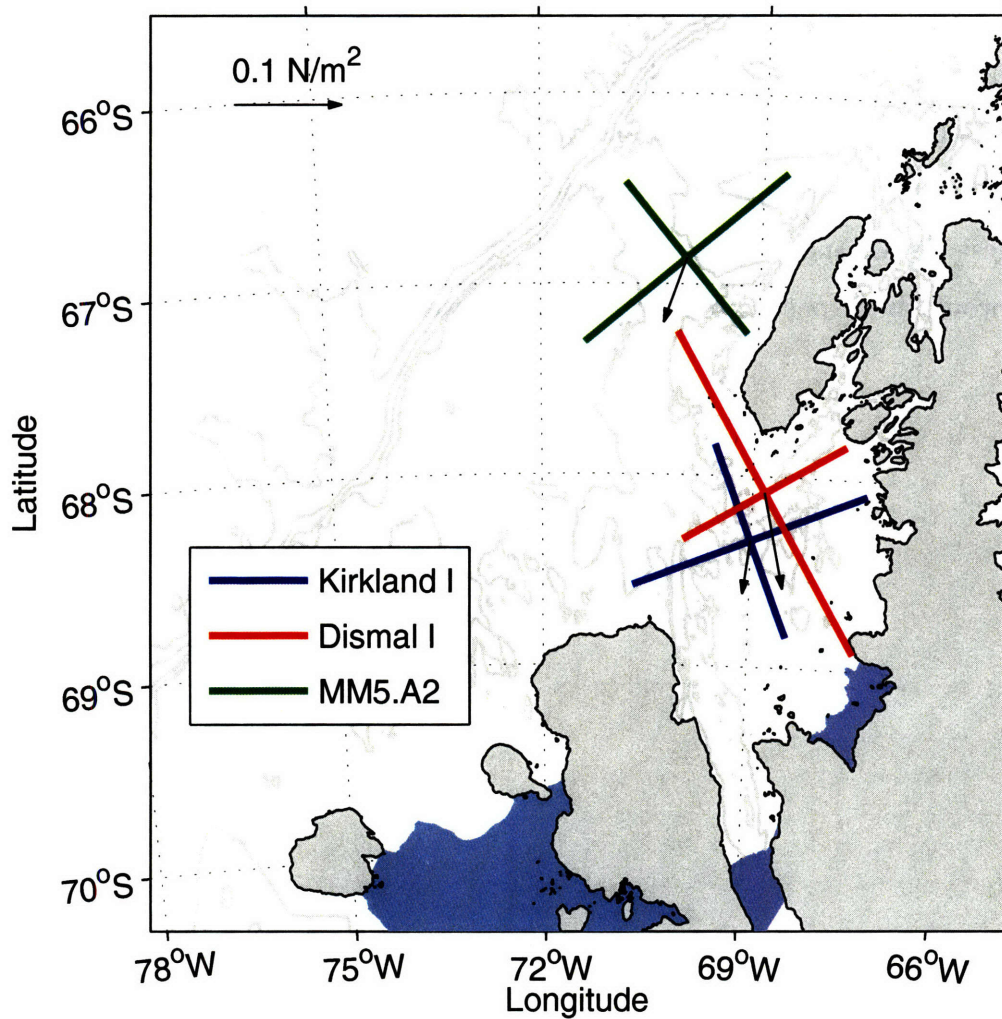 0.1 N/m²
66°S
67°S
68°S
69°S
70°S
Latitude
Kirkland I
Dismal I
MM5.A2
78°W
75°W
72°W
69°W
66°W
Longitude